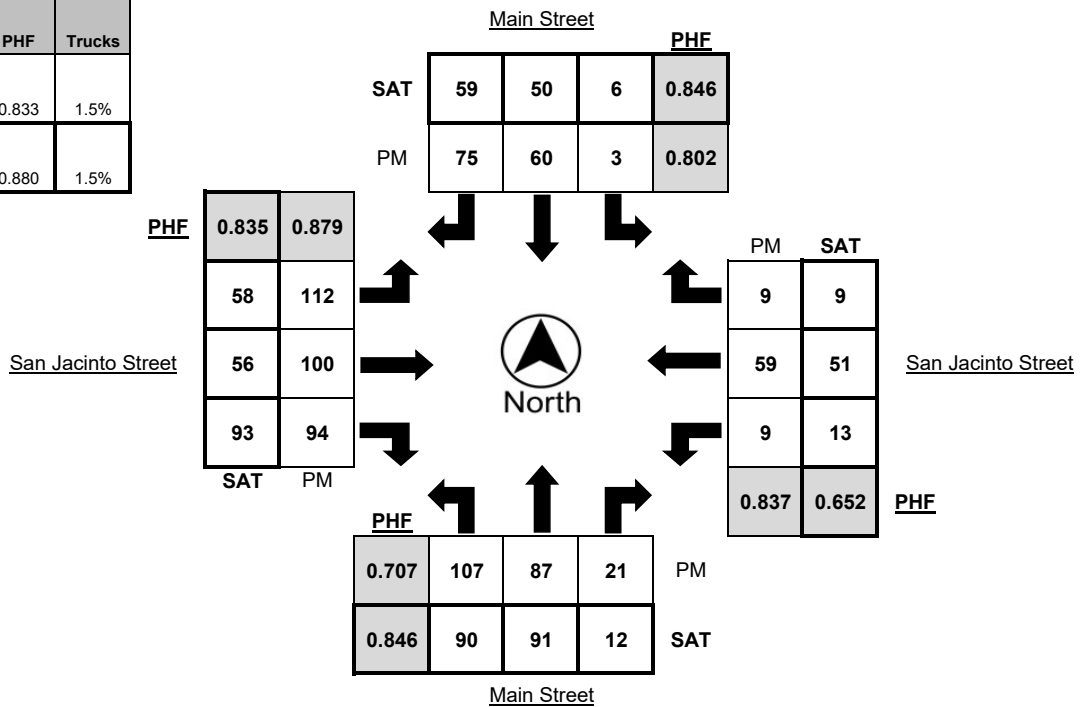 Main Street
PHF Trucks
PHF
SAT 59 50 6 0.846
0.833 1.5%
PM 75 60 3 0.802
0.880 1.5%
PHF 0.835 0.879
PM SAT
58 112
9 9
San Jacinto Street 56 100
North
59 51 San Jacinto Street
93 94
9 13
SAT PM
0.837 0.652 PHF
PHF
0.707 107 87 21 PM
0.846 90 91 12 SAT
Main Street